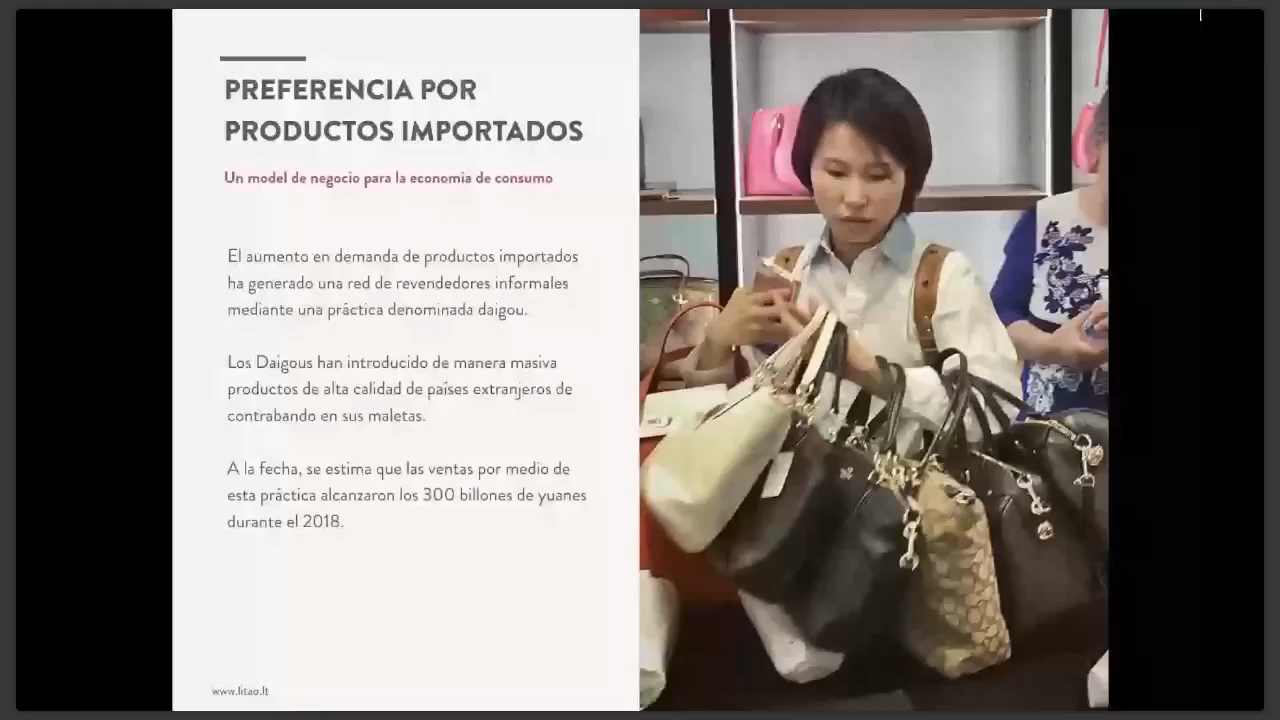 PREFERENCIA POR
PRODUCTOS IMPORTADOS
Un model de negocio para la economia de consumo
El aumento en demanda de productos importados
ha generado una red de revendedores informales
mediante una práctica denominada daigou.
Los Daigous han introducido de manera masiva
productos de alta calidad de países extranjeros de
contrabando en sus maletas.
A la fecha, se estima que las ventas por medio de
esta práctica alcanzaron los 300 billones de yuanes
durante el 2018.
www.litao.lt